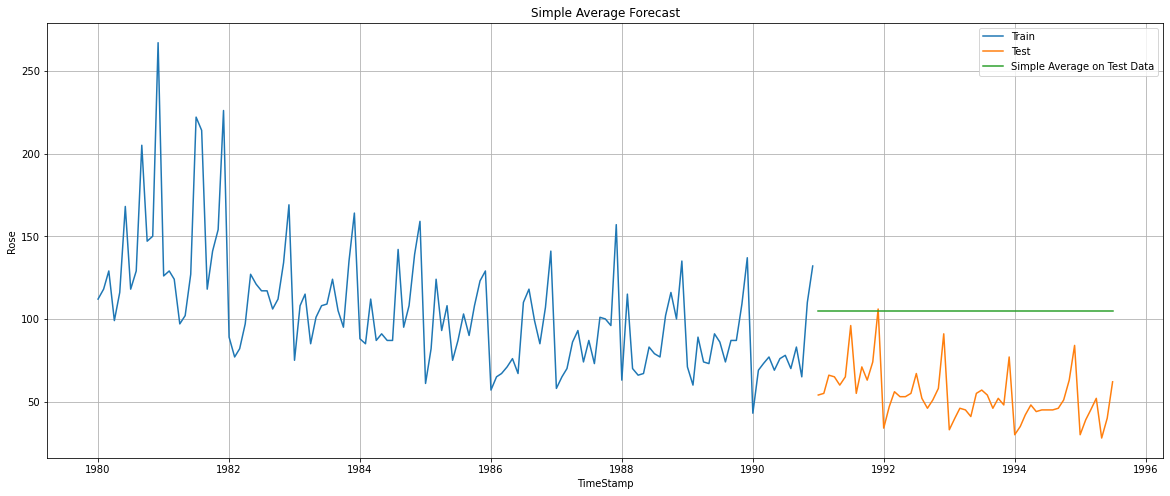 Simple Average Forecast
Train
Test
Simple Average on Test Data
250
200
150
100
50
Rose
1980 1982 1984 1986 1988 1990 1992 1994 1996
TimeStamp